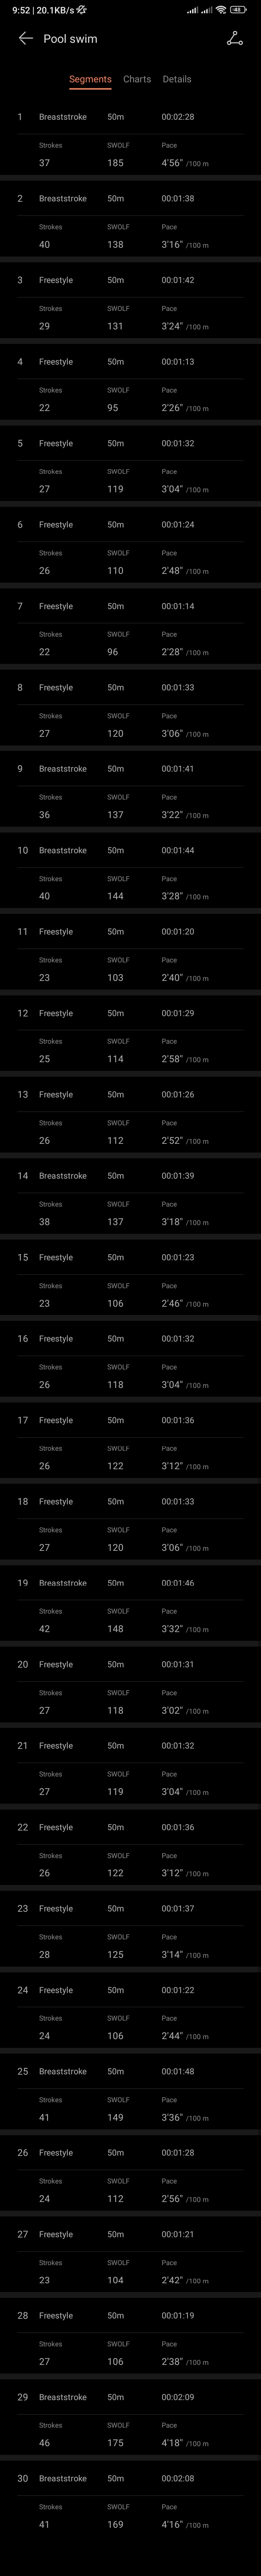 9:52 | 20.1KB/s 43
Pool swim
Segments Charts Details
1 Breaststroke 50m 00:02:28
Strokes SWOLF Pace
37 185 4'56" /100 m
2 Breaststroke 50m 00:01:38
Strokes SWOLF Pace
40 138 3'16" /100 m
3 Freestyle 50m 00:01:42
Strokes SWOLF Pace
29 131 3'24" /100 m
4 Freestyle 50m 00:01:13
Strokes SWOLF Pace
22 95 2'26" /100 m
5 Freestyle 50m 00:01:32
Strokes SWOLF Pace
27 119 3'04" /100 m
6 Freestyle 50m 00:01:24
Strokes SWOLF Pace
26 110 2'48" /100 m
7 Freestyle 50m 00:01:14
Strokes SWOLF Pace
22 96 2'28" /100 m
8 Freestyle 50m 00:01:33
Strokes SWOLF Pace
27 120 3'06" /100 m
9 Breaststroke 50m 00:01:41
Strokes SWOLF Pace
36 137 3'22" /100 m
10 Breaststroke 50m 00:01:44
Strokes SWOLF Pace
40 144 3'28" /100 m
11 Freestyle 50m 00:01:20
Strokes SWOLF Pace
23 103 2'40" /100 m
12 Freestyle 50m 00:01:29
Strokes SWOLF Pace
25 114 2'58" /100 m
13 Freestyle 50m 00:01:26
Strokes SWOLF Pace
26 112 2'52" /100 m
14 Breaststroke 50m 00:01:39
Strokes SWOLF Pace
38 137 3'18" /100 m
15 Freestyle 50m 00:01:23
Strokes SWOLF Pace
23 106 2'46" /100 m
16 Freestyle 50m 00:01:32
Strokes SWOLF Pace
26 118 3'04" /100 m
17 Freestyle 50m 00:01:36
Strokes SWOLF Pace
26 122 3'12" /100 m
18 Freestyle 50m 00:01:33
Strokes SWOLF Pace
27 120 3'06" /100 m
19 Breaststroke 50m 00:01:46
Strokes SWOLF Pace
42 148 3'32" /100 m
20 Freestyle 50m 00:01:31
Strokes SWOLF Pace
27 118 3'02" /100 m
21 Freestyle 50m 00:01:32
Strokes SWOLF Pace
27 119 3'04" /100 m
22 Freestyle 50m 00:01:36
Strokes SWOLF Pace
26 122 3'12" /100 m
23 Freestyle 50m 00:01:37
Strokes SWOLF Pace
28 125 3'14" /100 m
24 Freestyle 50m 00:01:22
Strokes SWOLF Pace
24 106 2'44" /100 m
25 Breaststroke 50m 00:01:48
Strokes SWOLF Pace
41 149 3'36" /100 m
26 Freestyle 50m 00:01:28
Strokes SWOLF Pace
24 112 2'56" /100 m
27 Freestyle 50m 00:01:21
Strokes SWOLF Pace
23 104 2'42" /100 m
28 Freestyle 50m 00:01:19
Strokes SWOLF Pace
27 106 2'38" /100 m
29 Breaststroke 50m 00:02:09
Strokes SWOLF Pace
46 175 4'18" /100 m
30 Breaststroke 50m 00:02:08
Strokes SWOLF Pace
41 169 4'16" /100 m